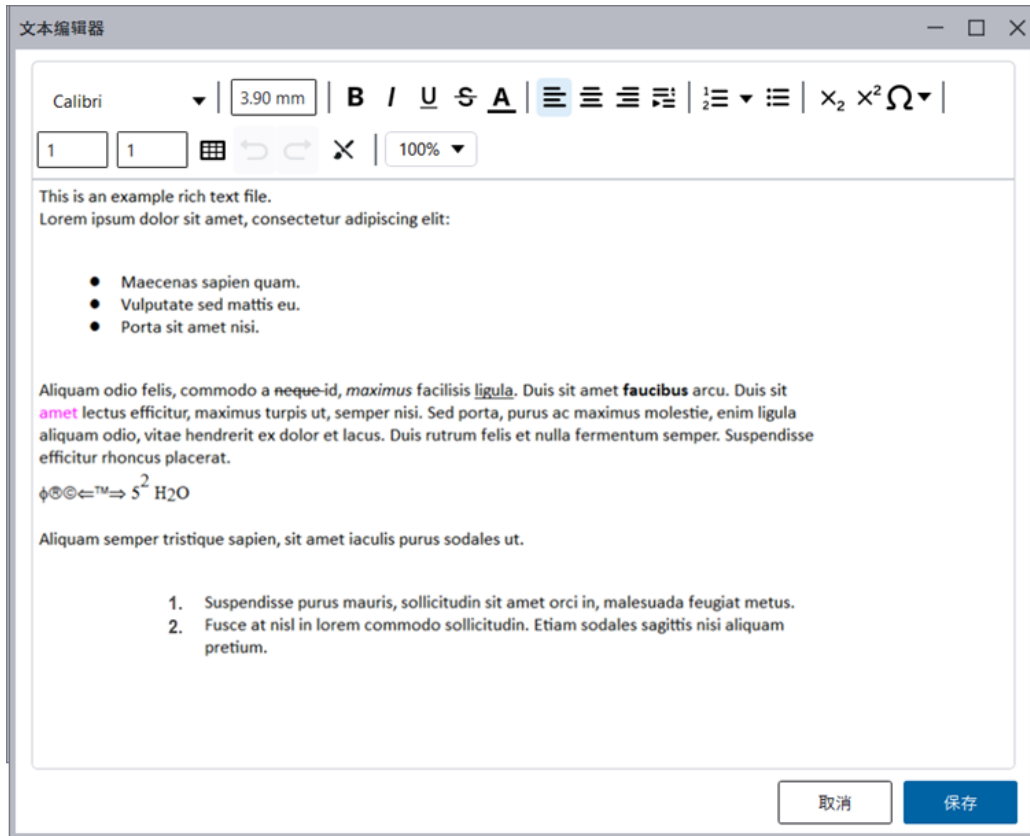 文本编辑器
Calibri 3.90 mm B I U S A X₂ X² Ω
1 1 100%
This is an example rich text file.
Lorem ipsum dolor sit amet, consectetur adipiscing elit:
● Maecenas sapien quam.
● Vulputate sed mattis eu.
● Porta sit amet nisi.
Aliquam odio felis, commodo a neque id, maximus facilisis ligula. Duis sit amet faucibus arcu. Duis sit
amet lectus efficitur, maximus turpis ut, semper nisi. Sed porta, purus ac maximus molestie, enim ligula
aliquam odio, vitae hendrerit ex dolor et lacus. Duis rutrum felis et nulla fermentum semper. Suspendisse
efficitur rhoncus placerat.
ϕ®©⇐™⇒ 5² H2O
Aliquam semper tristique sapien, sit amet iaculis purus sodales ut.
1. Suspendisse purus mauris, sollicitudin sit amet orci in, malesuada feugiat metus.
2. Fusce at nisl in lorem commodo sollicitudin. Etiam sodales sagittis nisi aliquam
pretium.
取消 保存